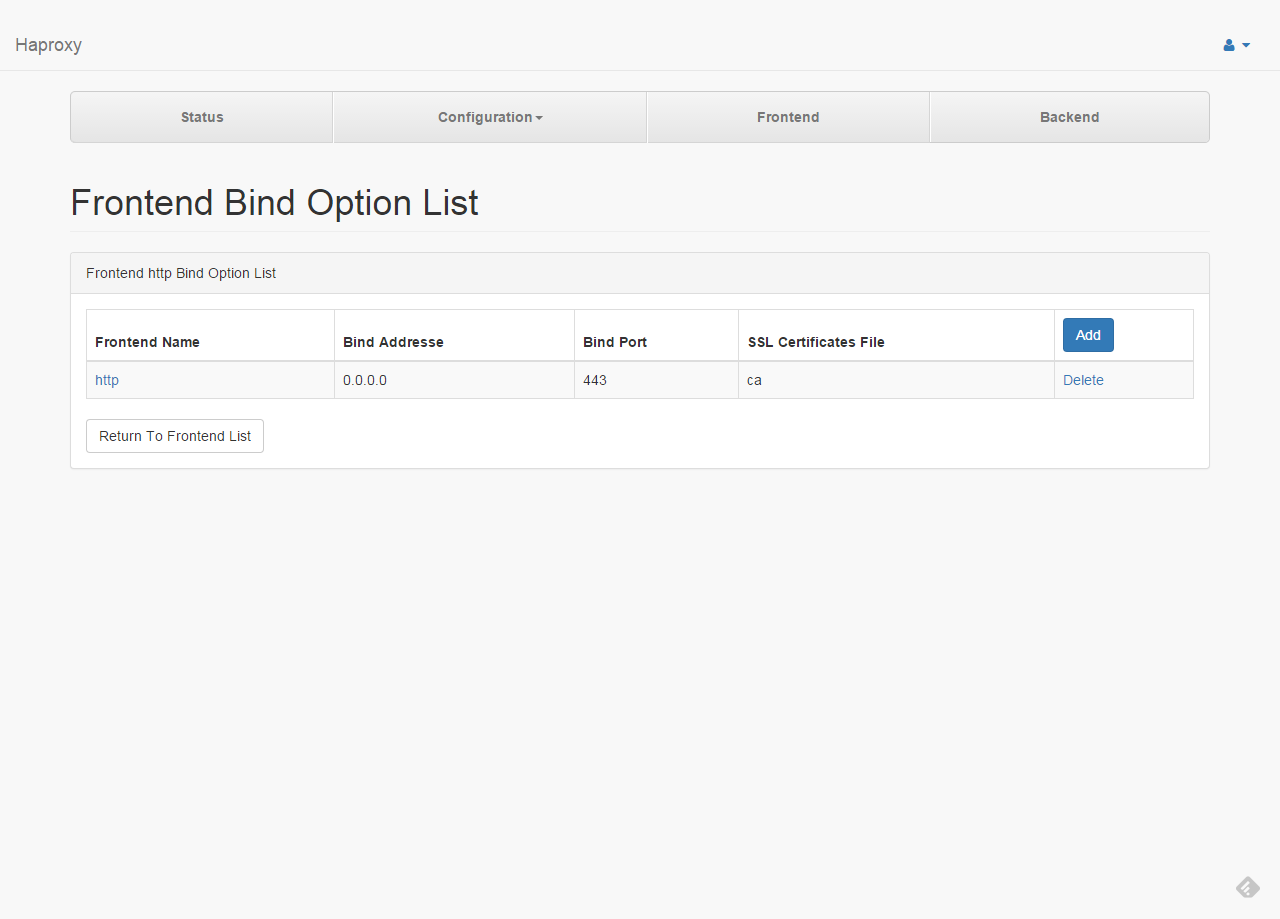 Haproxy
Status Configuration Frontend Backend
Frontend Bind Option List
Frontend http Bind Option List
Frontend Name Bind Addresse Bind Port SSL Certificates File Add
http 0.0.0.0 443 ca Delete
Return To Frontend List